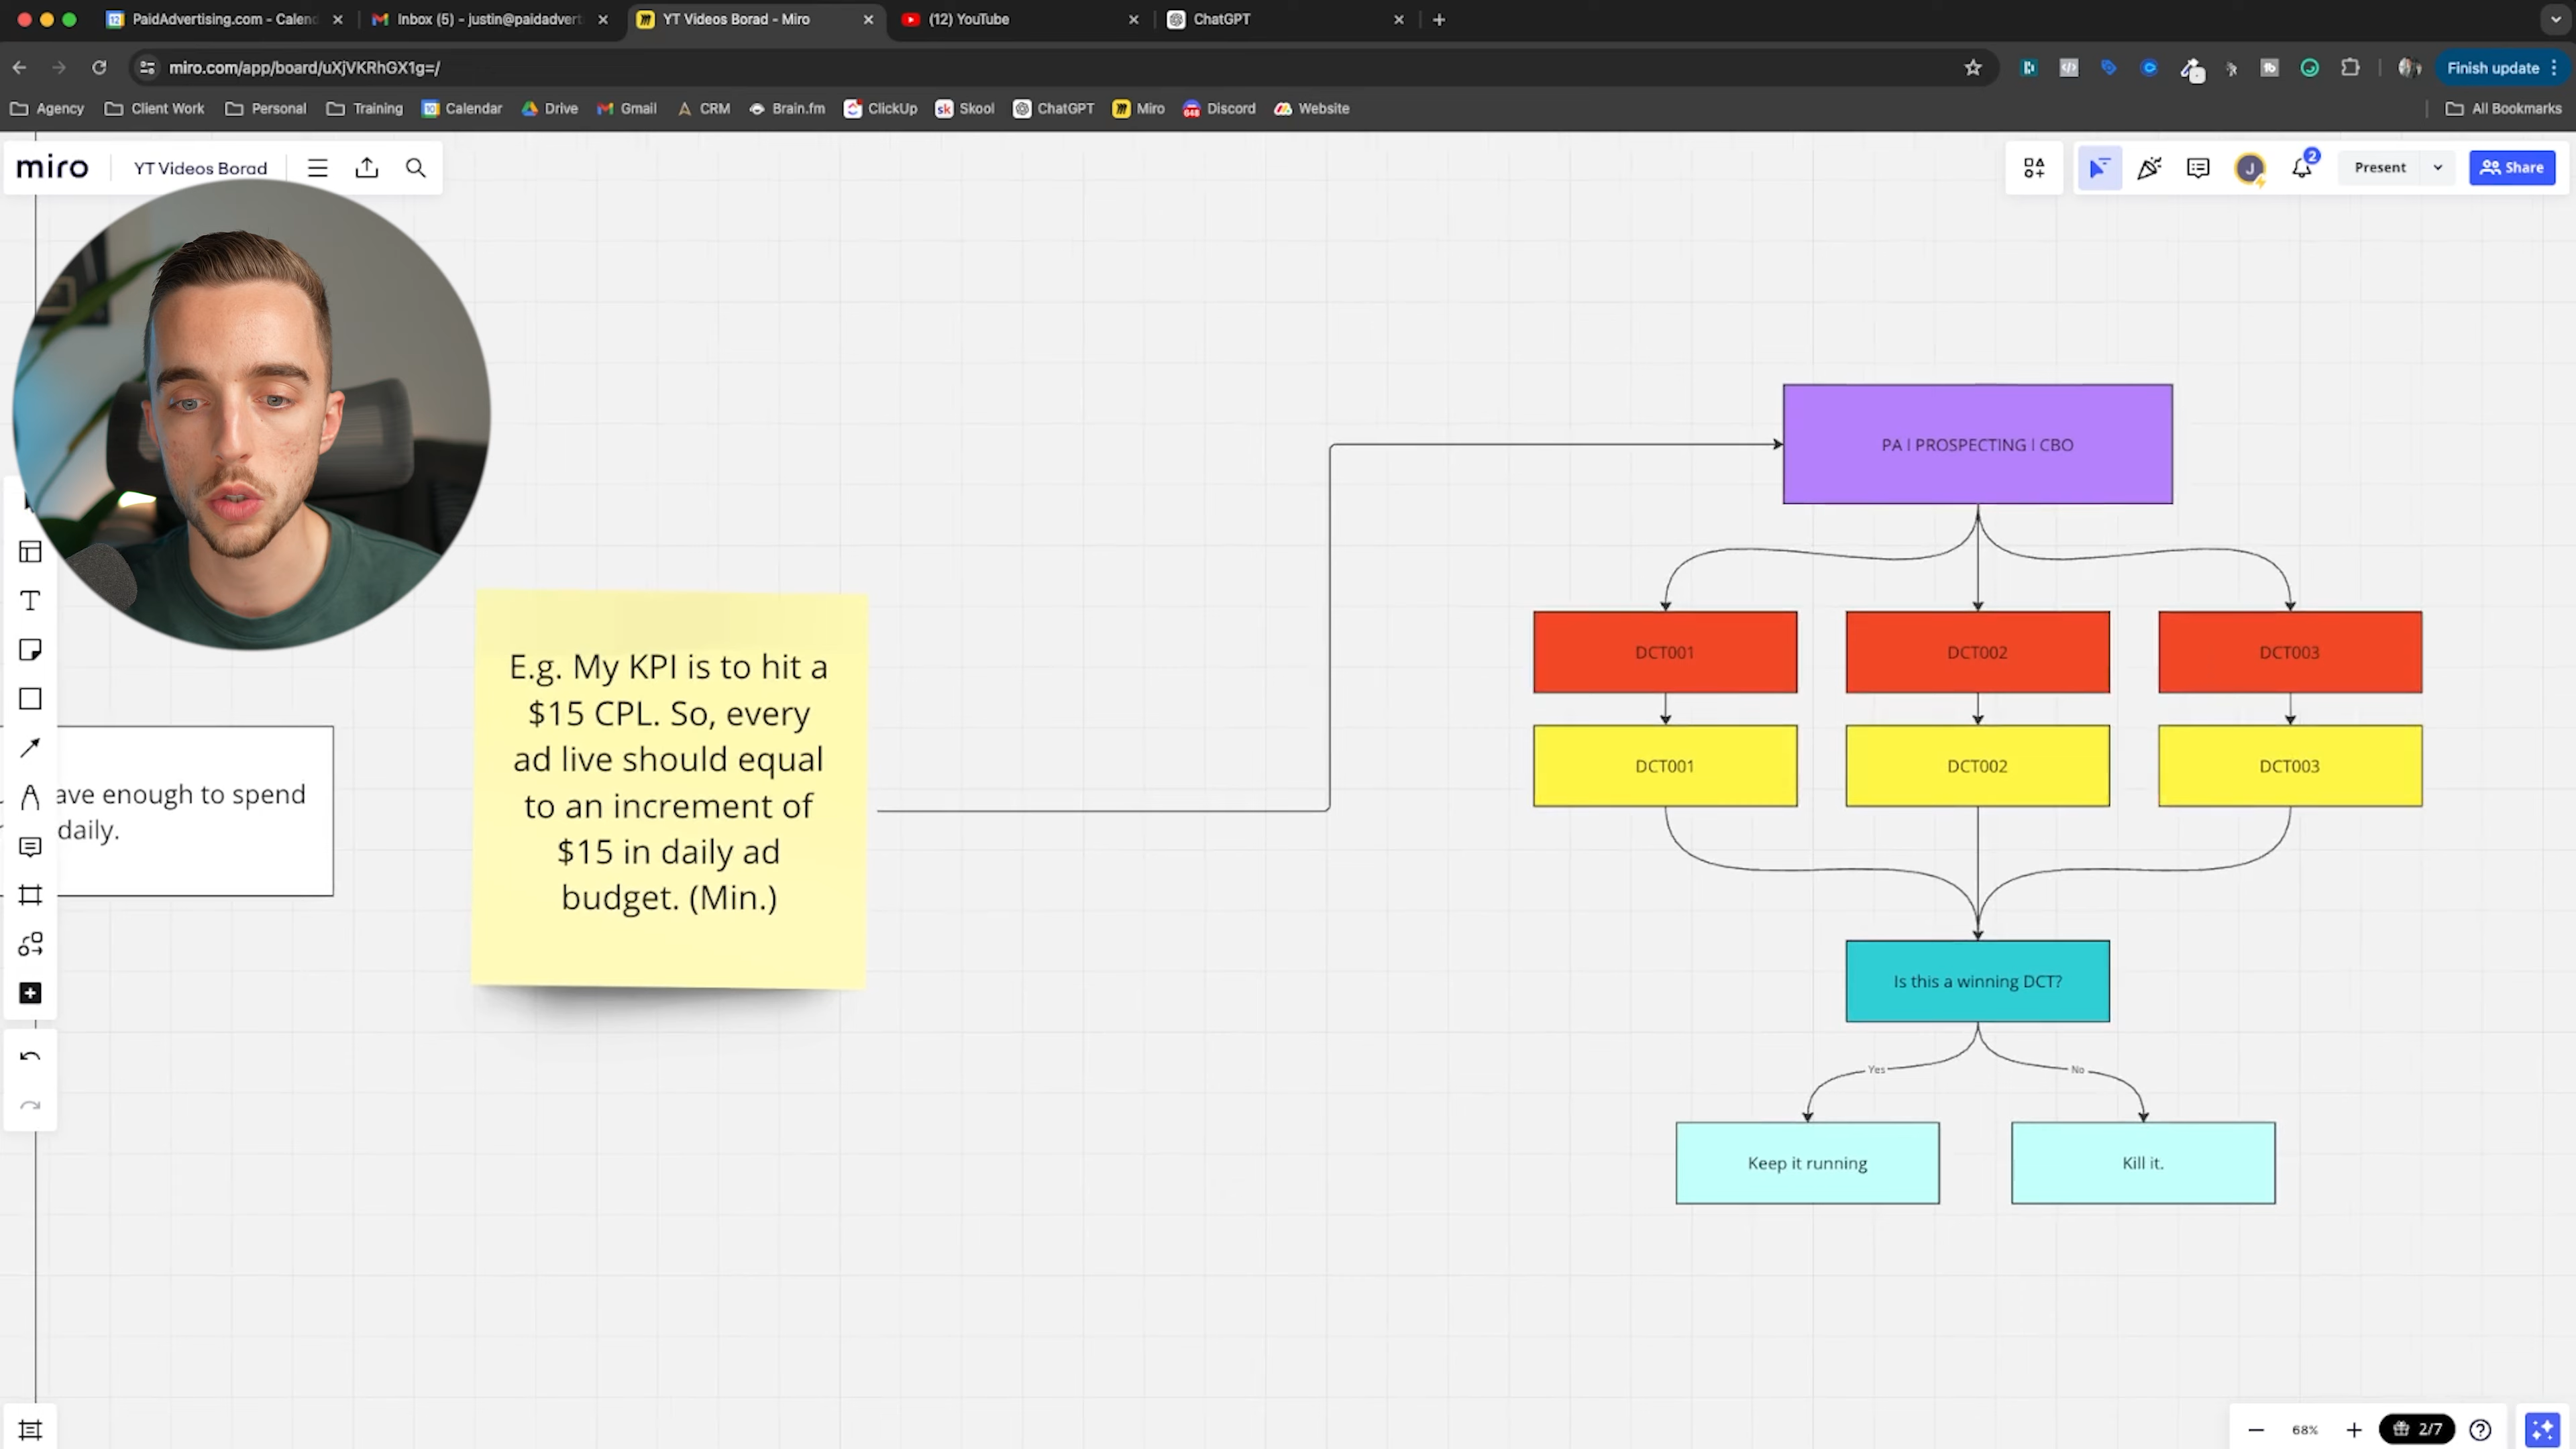 PaidAdvertising.com - Calend
Inbox (5) - justin@paidadvert
YT Videos Borad - Miro
(12) YouTube
ChatGPT
miro.com/app/board/uXjVKRhGX1g=/
Finish update
Agency
Client Work
Personal
Training
Calendar
Drive
Gmail
CRM
Brain.fm
ClickUp
Skool
ChatGPT
Miro
Discord
Website
All Bookmarks
miro
YT Videos Borad
J
2
Present
Share
ave enough to spend
daily.
E.g. My KPI is to hit a
$15 CPL. So, every
ad live should equal
to an increment of
$15 in daily ad
budget. (Min.)
PA | PROSPECTING | CBO
DCT001
DCT002
DCT003
DCT001
DCT002
DCT003
Is this a winning DCT?
Yes
No
Keep it running
Kill it.
68%
2/7